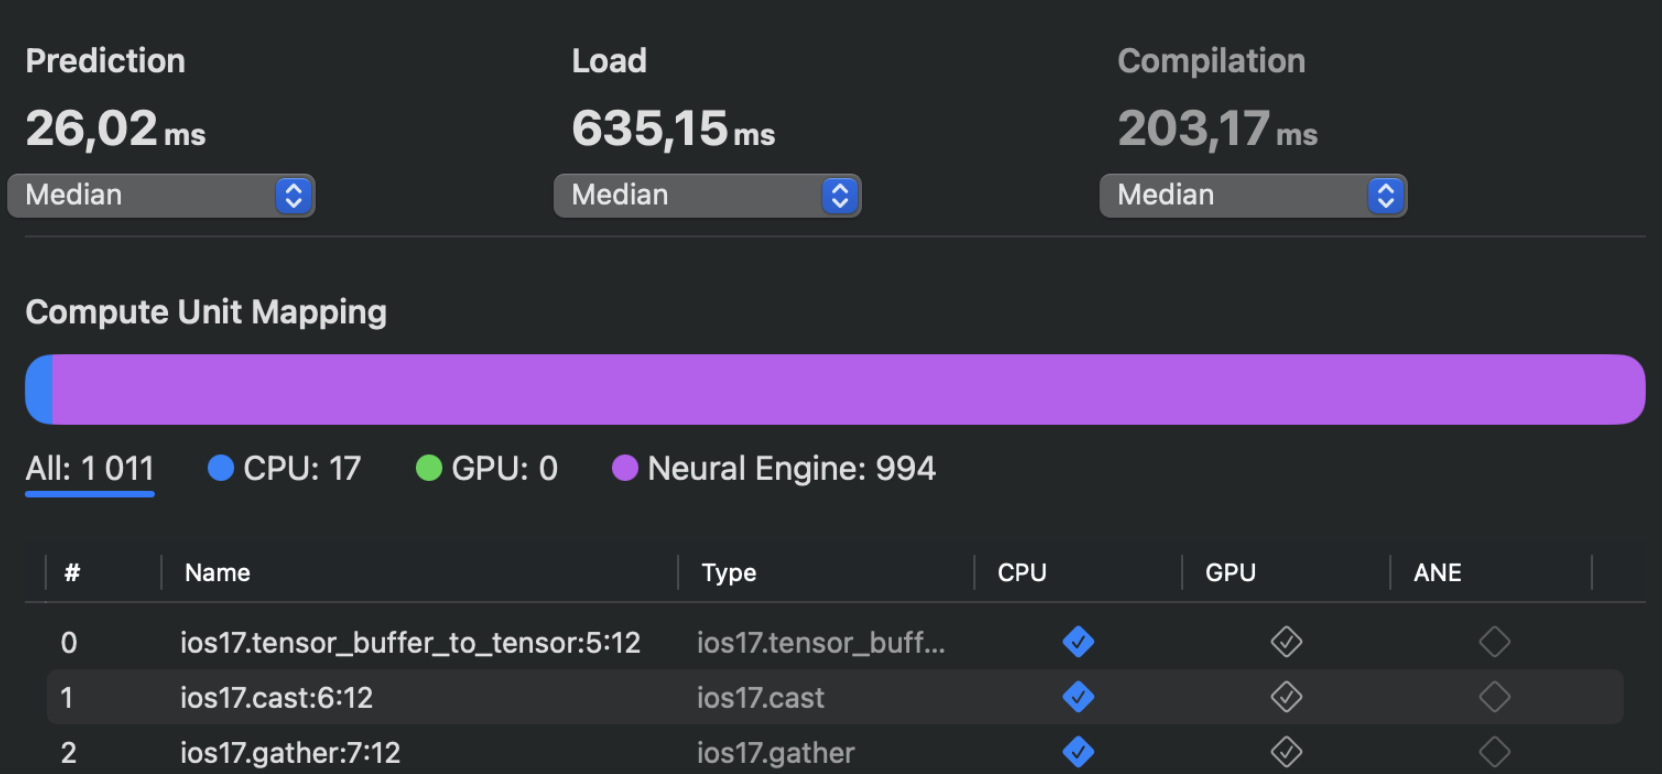 Prediction Load Compilation
26,02 ms 635,15 ms 203,17 ms
Median Median Median
Compute Unit Mapping
All: 1 011 CPU: 17 GPU: 0 Neural Engine: 994
# Name Type CPU GPU ANE
0 ios17.tensor_buffer_to_tensor:5:12 ios17.tensor_buff...
1 ios17.cast:6:12 ios17.cast
2 ios17.gather:7:12 ios17.gather